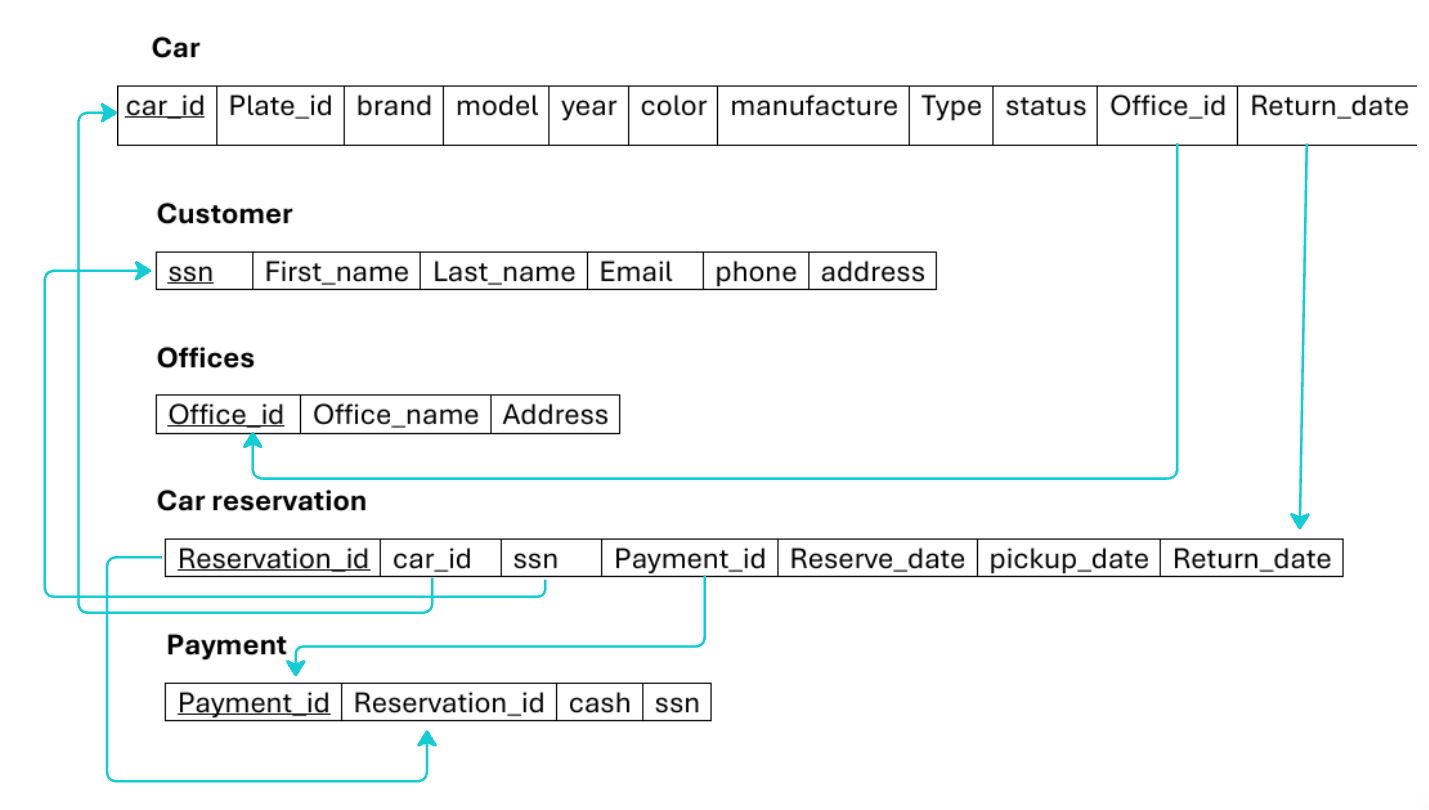 Car
car_id Plate_id brand model year color manufacture Type status Office_id Return_date
Customer
ssn First_name Last_name Email phone address
Offices
Office_id Office_name Address
Car reservation
Reservation_id car_id ssn Payment_id Reserve_date pickup_date Return_date
Payment
Payment_id Reservation_id cash ssn